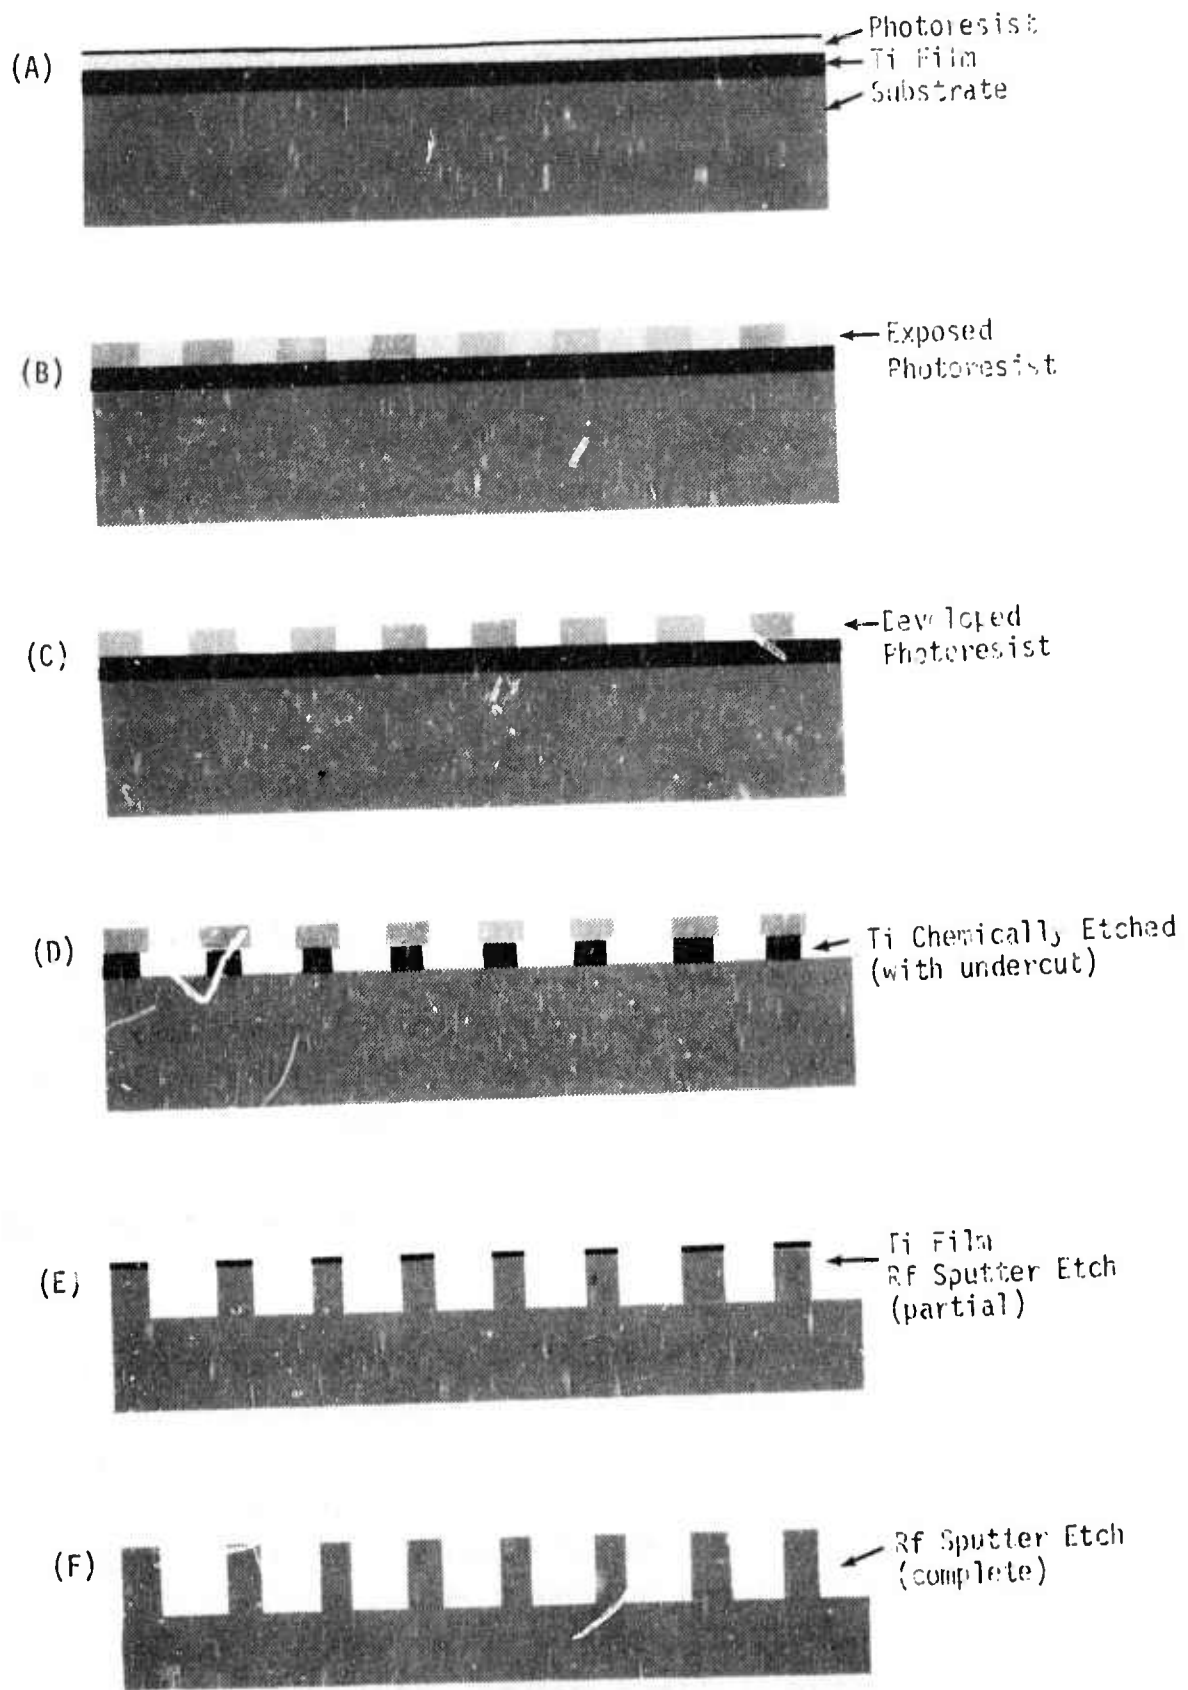 (A)
Photoresist
Ti Film
Substrate
(B)
Exposed
Photoresist
(C)
Developed
Photoresist
(D)
Ti Chemically Etched
(with undercut)
(E)
Ti Film
Rf Sputter Etch
(partial)
(F)
Rf Sputter Etch
(complete)